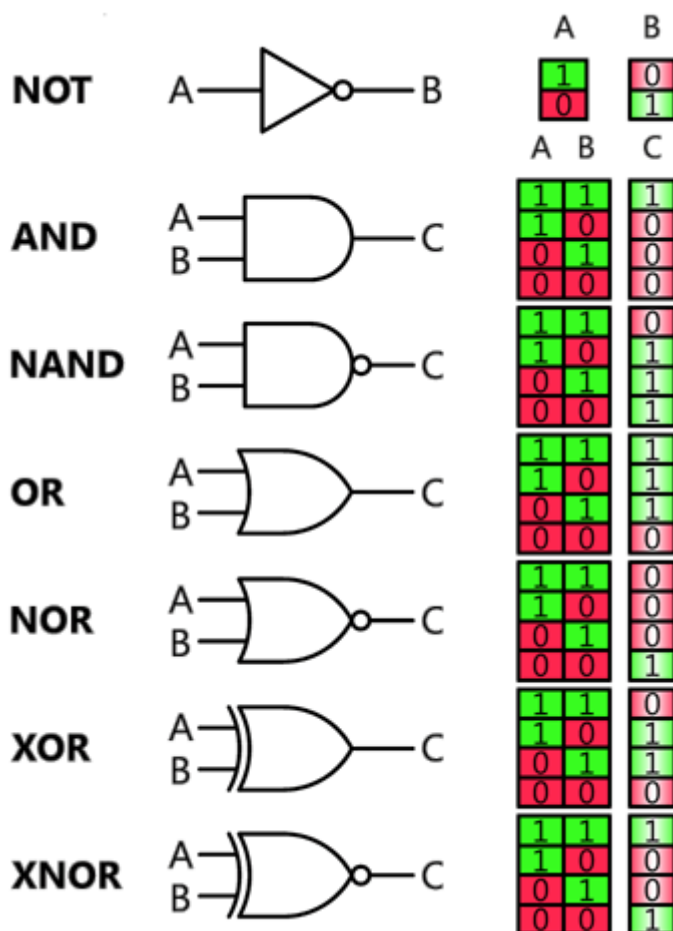 A B
NOT A B 1 0
0 1
A B C
AND A B C 1 1 1
1 0 0
0 1 0
0 0 0
NAND A B C 1 1 0
1 0 1
0 1 1
0 0 1
OR A B C 1 1 1
1 0 1
0 1 1
0 0 0
NOR A B C 1 1 0
1 0 0
0 1 0
0 0 1
XOR A B C 1 1 0
1 0 1
0 1 1
0 0 0
XNOR A B C 1 1 1
1 0 0
0 1 0
0 0 1